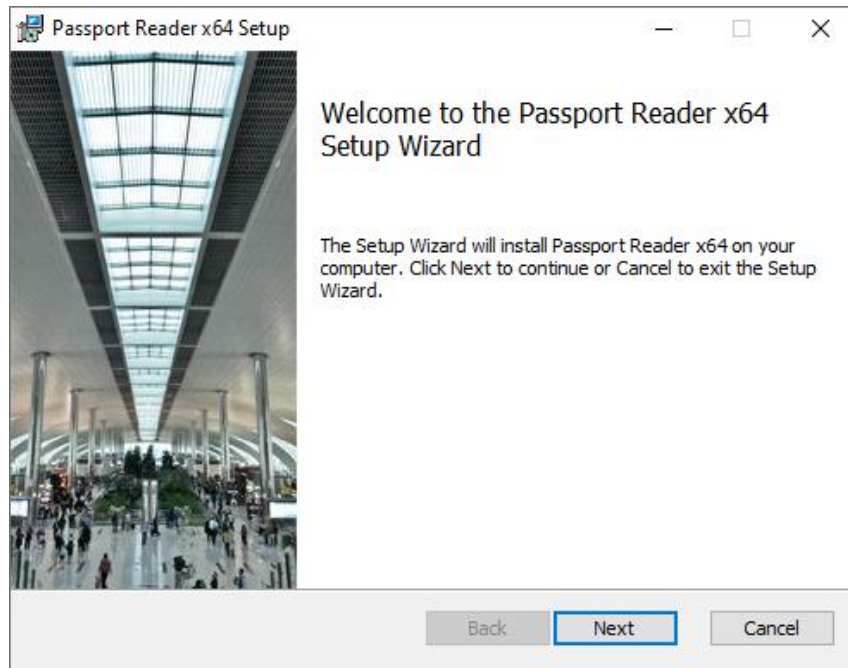 Passport Reader x64 Setup
Welcome to the Passport Reader x64
Setup Wizard
The Setup Wizard will install Passport Reader x64 on your
computer. Click Next to continue or Cancel to exit the Setup
Wizard.
Back Next Cancel